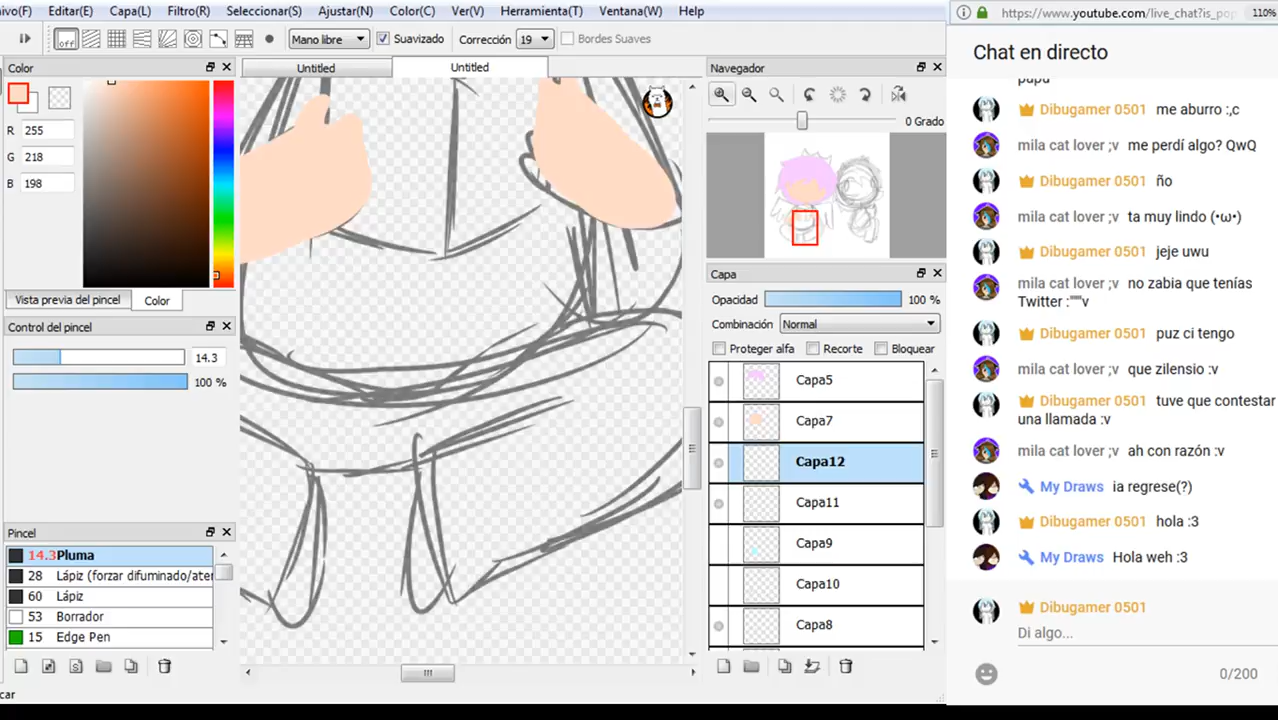 ivo(F) Editar(E) Capa(L) Filtro(R) Seleccionar(S) Ajustar(N) Color(C) Ver(V) Herramienta(T) Ventana(W) Help
off Mano libre Suavizado Corrección 19 Bordes Suaves
Color
R 255
G 218
B 198
Vista previa del pincel Color
Control del pincel
14.3
100 %
Pincel
14.3 Pluma
28 Lápiz (forzar difuminado/ater
60 Lápiz
53 Borrador
15 Edge Pen
car
Untitled Untitled
Navegador
0 Grado
Capa
Opacidad 100 %
Combinación Normal
Proteger alfa Recorte Bloquear
Capa5
Capa7
Capa12
Capa11
Capa9
Capa10
Capa8
https://www.youtube.com/live_chat?is_pop 110%
Chat en directo
papu
Dibugamer 0501 me aburro :,c
mila cat lover ;v me perdí algo? QwQ
Dibugamer 0501 ño
mila cat lover ;v ta muy lindo (•ω•)
Dibugamer 0501 jeje uwu
mila cat lover ;v no zabia que tenías
Twitter :"""v
Dibugamer 0501 puz ci tengo
mila cat lover ;v que zilensio :v
Dibugamer 0501 tuve que contestar
una llamada :v
mila cat lover ;v ah con razón :v
My Draws ia regrese(?)
Dibugamer 0501 hola :3
My Draws Hola weh :3
Dibugamer 0501
Di algo...
0/200